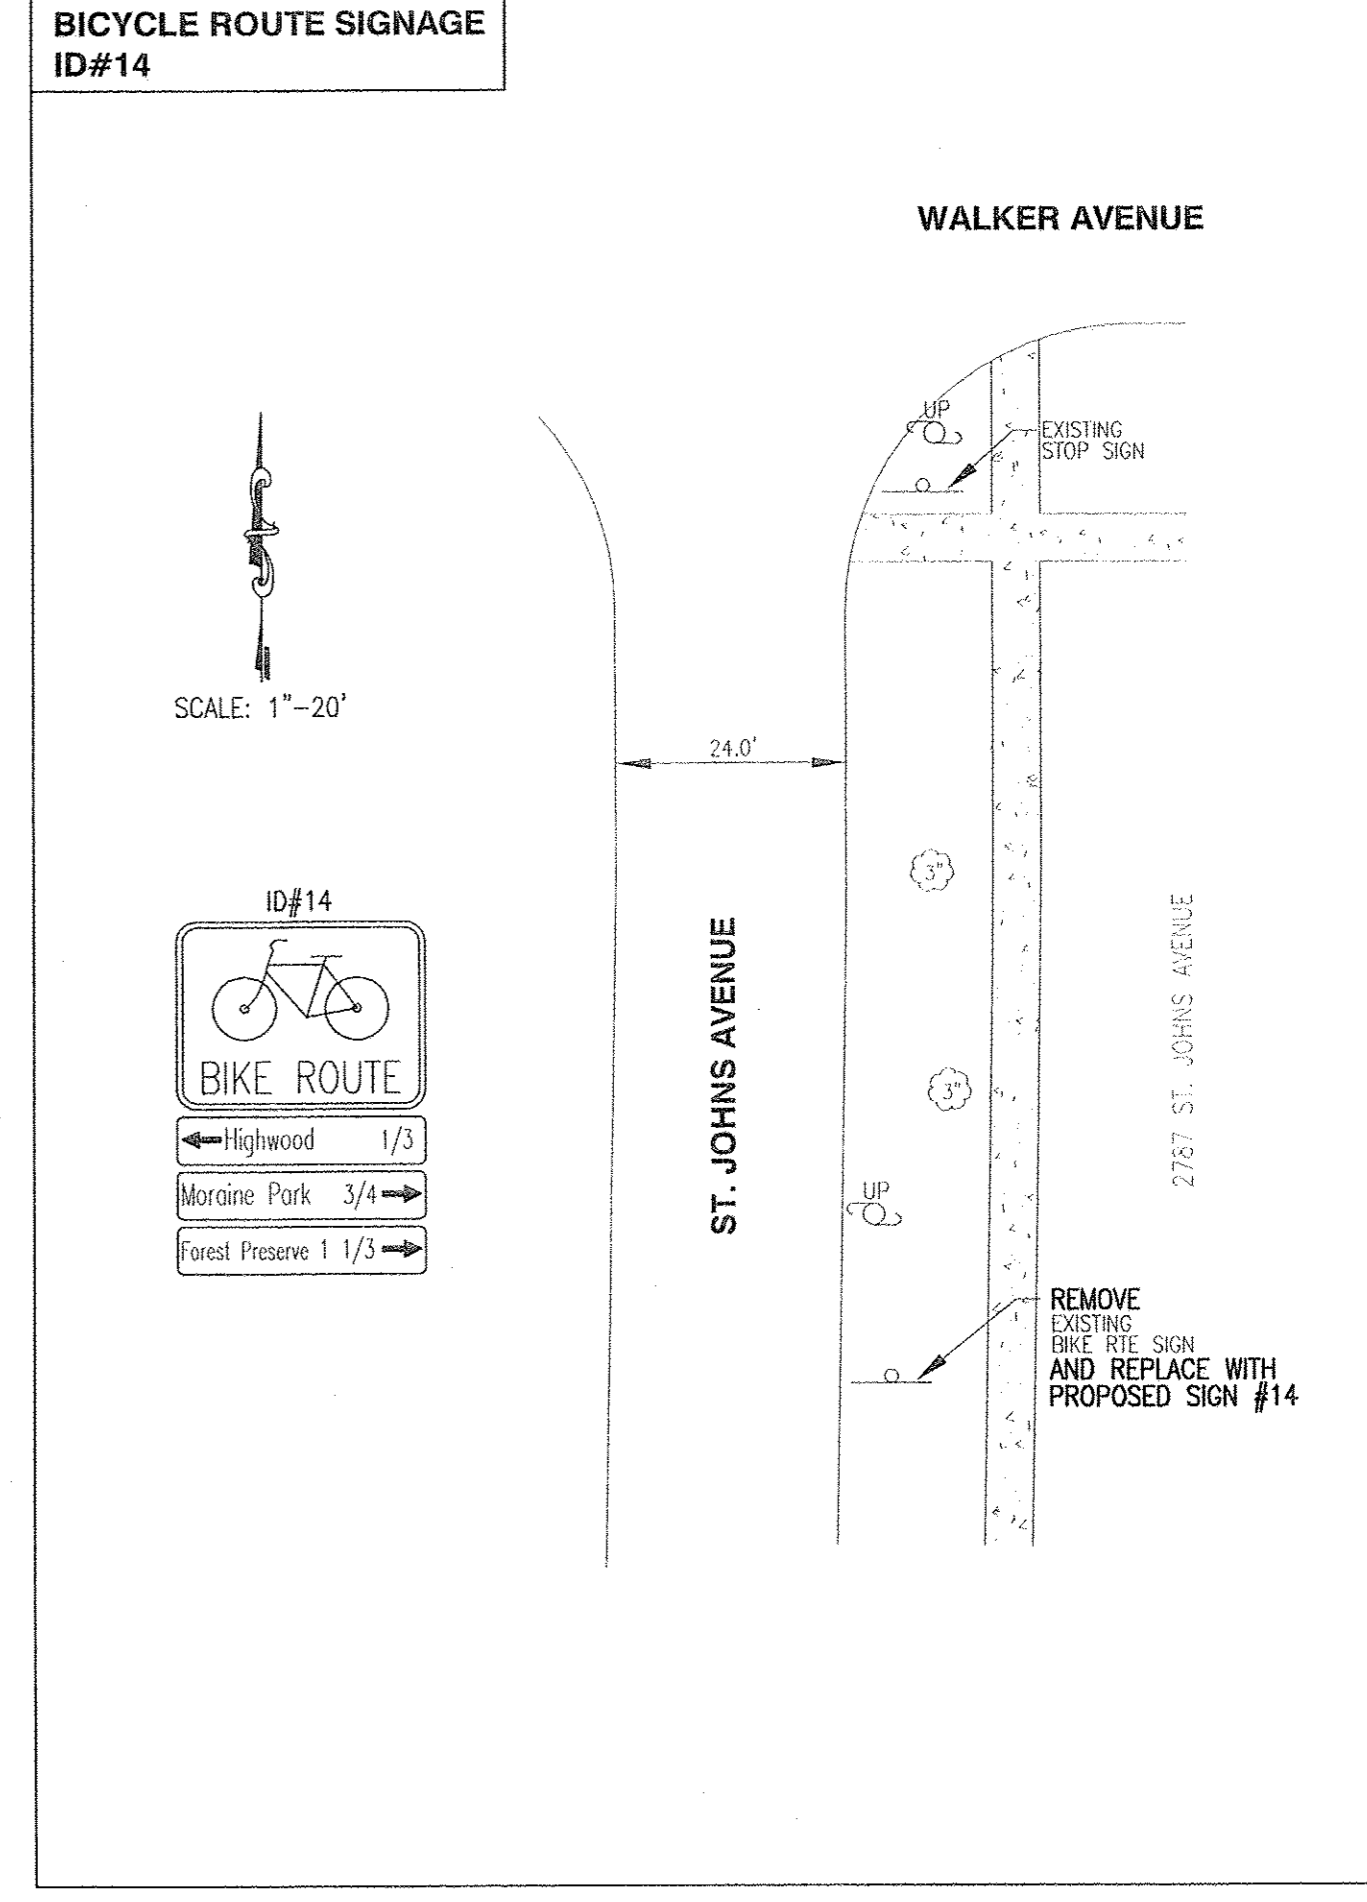 BICYCLE ROUTE SIGNAGE
ID#14
WALKER AVENUE
UP
EXISTING
STOP SIGN
SCALE: 1"-20'
24.0'
ID#14
BIKE ROUTE
Highwood 1/3
Moraine Park 3/4
Forest Preserve 1 1/3
ST. JOHNS AVENUE
3"
3"
UP
2787 ST. JOHNS AVENUE
REMOVE
EXISTING
BIKE RTE SIGN
AND REPLACE WITH
PROPOSED SIGN #14